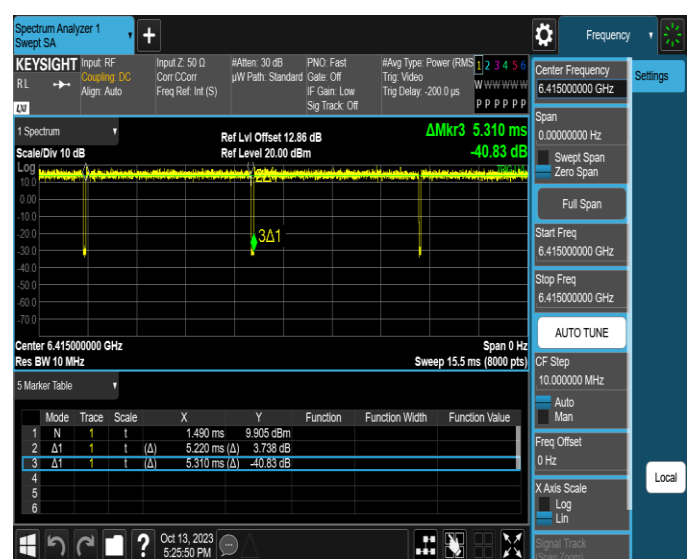 Spectrum Analyzer 1
Swept SA
+
Frequency
KEYSIGHT Input: RF Input Z: 50 Ω #Atten: 30 dB PNO: Fast #Avg Type: Power (RMS 1 2 3 4 5 6
RL Coupling: DC Corr CCorr µW Path: Standard Gate: Off Trig: Video W W W W W W
Align: Auto Freq Ref: Int (S) IF Gain: Low Trig Delay: -200.0 µs
Sig Track: Off P P P P P P
LXI
1 Spectrum
Ref Lvl Offset 12.86 dB ΔMkr3 5.310 ms
Scale/Div 10 dB Ref Level 20.00 dBm -40.83 dB
Log
10.0
0.00
-10.0
-20.0
3Δ1
-30.0
-40.0
-50.0
-60.0
-70.0
Center 6.415000000 GHz Span 0 Hz
Res BW 10 MHz Sweep 15.5 ms (8000 pts)
5 Marker Table
Mode Trace Scale X Y Function Function Width Function Value
1 N 1 t 1.490 ms 9.905 dBm
2 Δ1 1 t (Δ) 5.220 ms (Δ) 3.738 dB
3 Δ1 1 t (Δ) 5.310 ms (Δ) -40.83 dB
4
5
6
Center Frequency
6.415000000 GHz
Settings
Span
0.00000000 Hz
Swept Span
Zero Span
Full Span
Start Freq
6.415000000 GHz
Stop Freq
6.415000000 GHz
AUTO TUNE
CF Step
10.000000 MHz
Auto
Man
Freq Offset
0 Hz
Local
X Axis Scale
Log
Lin
Signal Track
(Span Zoom)
? Oct 13, 2023
5:25:50 PM